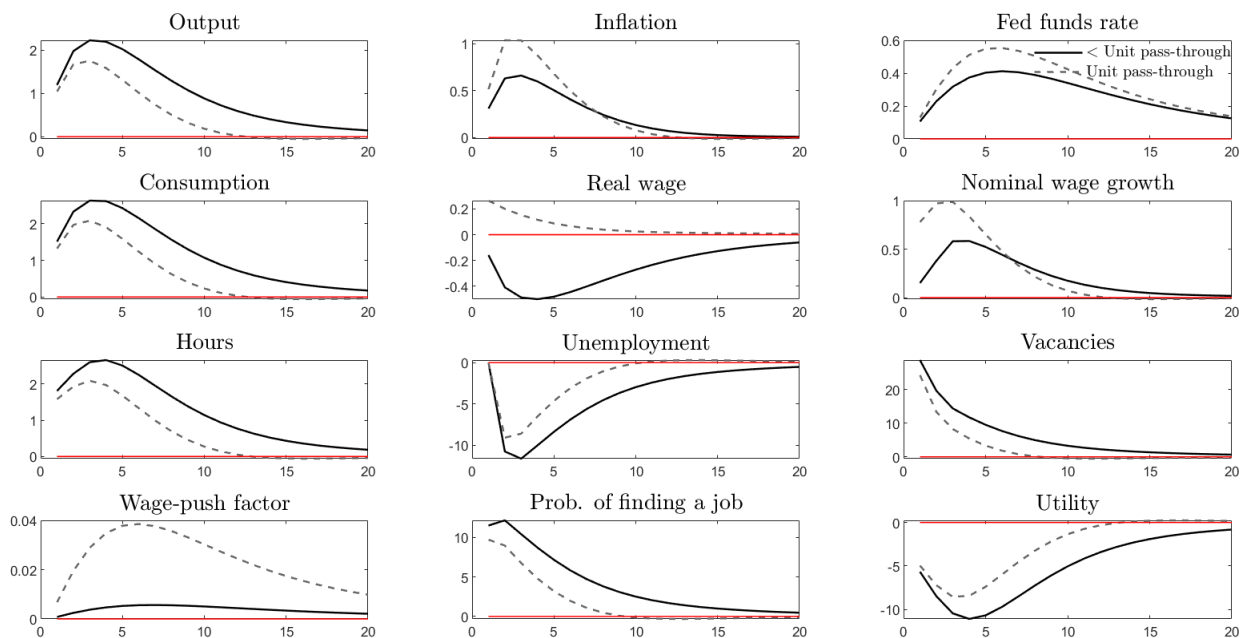 Output
2
1
0
0 5 10 15 20
Inflation
1
0.5
0
0 5 10 15 20
Fed funds rate
0.6
0.4
0.2
0
0 5 10 15 20
< Unit pass-through
Unit pass-through
Consumption
2
1
0
0 5 10 15 20
Real wage
0.2
0
-0.2
-0.4
0 5 10 15 20
Nominal wage growth
1
0.5
0
0 5 10 15 20
Hours
2
1
0
0 5 10 15 20
Unemployment
0
-5
-10
0 5 10 15 20
Vacancies
20
10
0
0 5 10 15 20
Wage-push factor
0.04
0.02
0
0 5 10 15 20
Prob. of finding a job
10
5
0
0 5 10 15 20
Utility
0
-5
-10
0 5 10 15 20